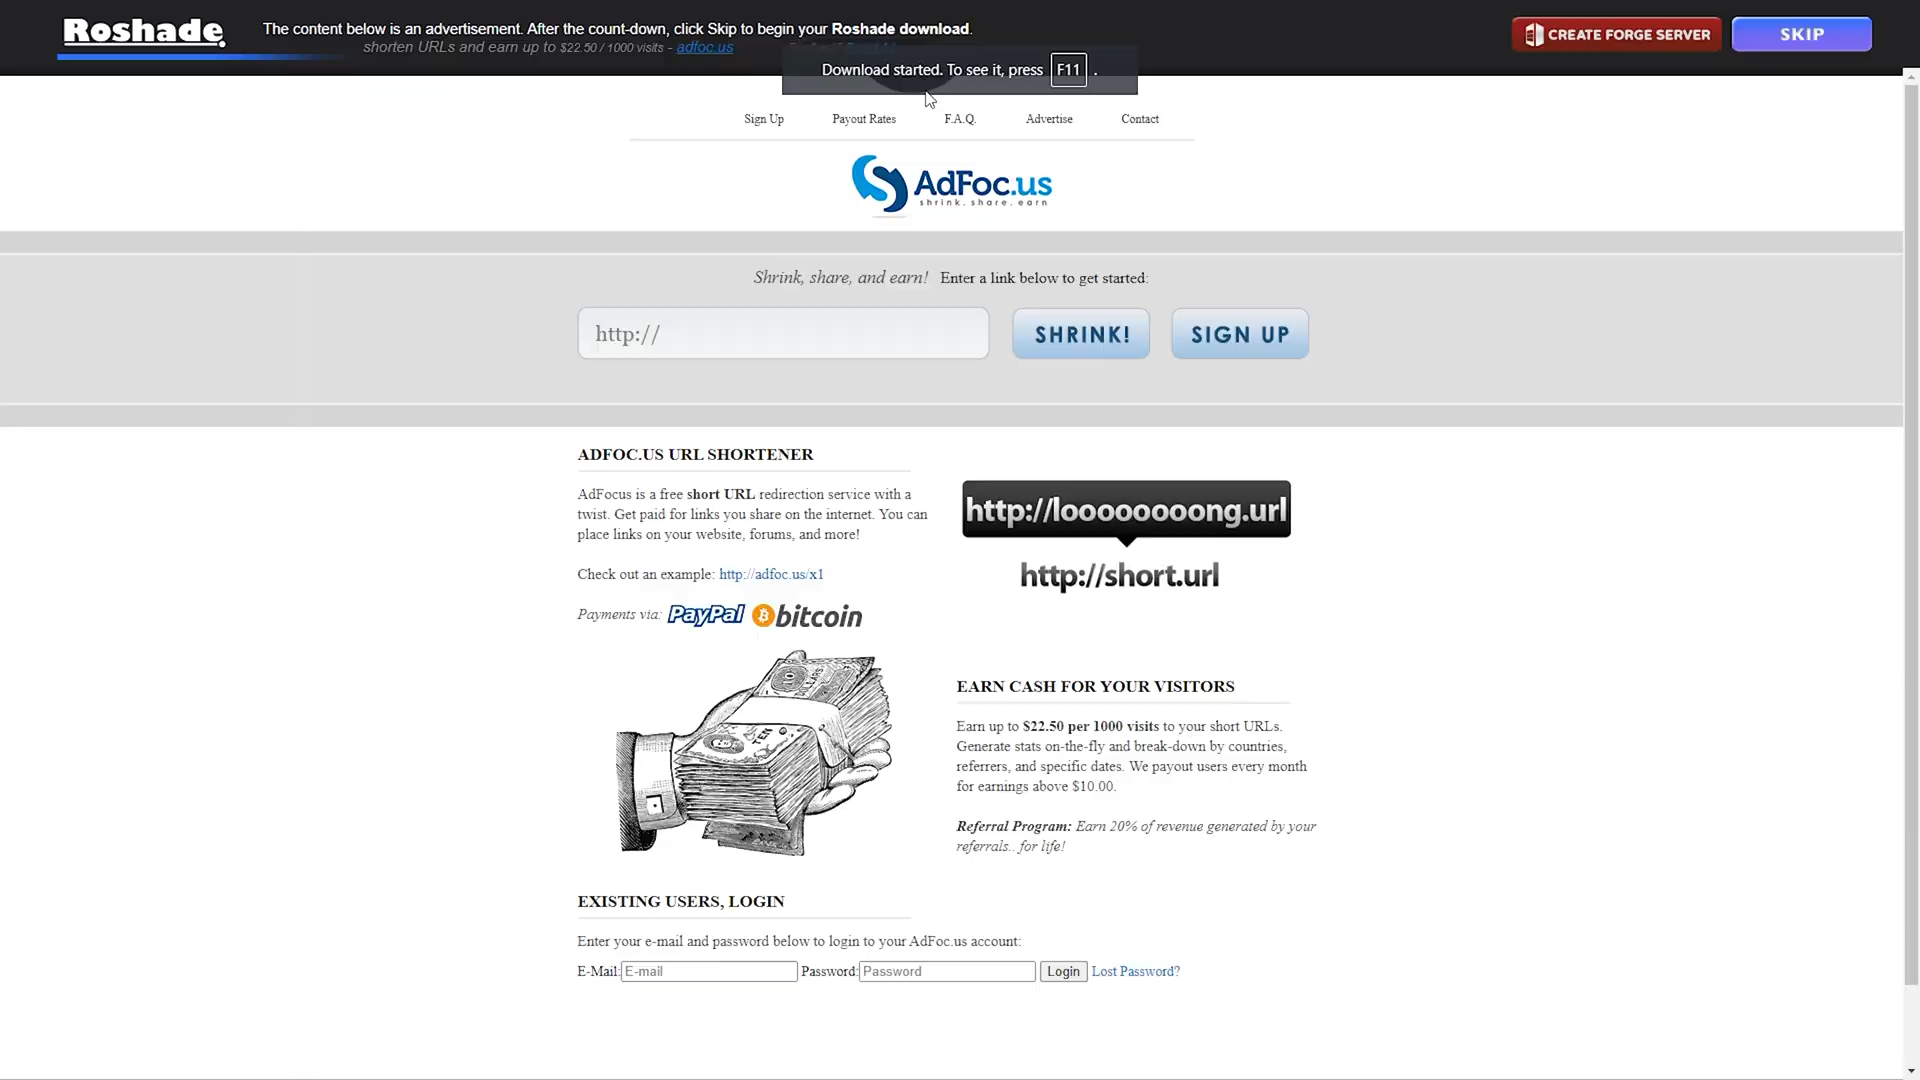 Roshade.
The content below is an advertisement. After the count-down, click Skip to begin your Roshade download.
shorten URLs and earn up to $22.50 / 1000 visits - adfoc.us
CREATE FORGE SERVER
SKIP
Download started. To see it, press F11 .
Sign Up Payout Rates F.A.Q. Advertise Contact
AdFoc.us
shrink. share. earn
Shrink, share, and earn! Enter a link below to get started:
http:// SHRINK! SIGN UP
ADFOC.US URL SHORTENER
AdFocus is a free short URL redirection service with a
twist. Get paid for links you share on the internet. You can
place links on your website, forums, and more!
Check out an example: http://adfoc.us/x1
Payments via: PayPal bitcoin
http://loooooooong.url
http://short.url
TEN
EARN CASH FOR YOUR VISITORS
Earn up to $22.50 per 1000 visits to your short URLs.
Generate stats on-the-fly and break-down by countries,
referrers, and specific dates. We payout users every month
for earnings above $10.00.
Referral Program: Earn 20% of revenue generated by your
referrals.. for life!
EXISTING USERS, LOGIN
Enter your e-mail and password below to login to your AdFoc.us account:
E-Mail: E-mail Password: Password Login Lost Password?